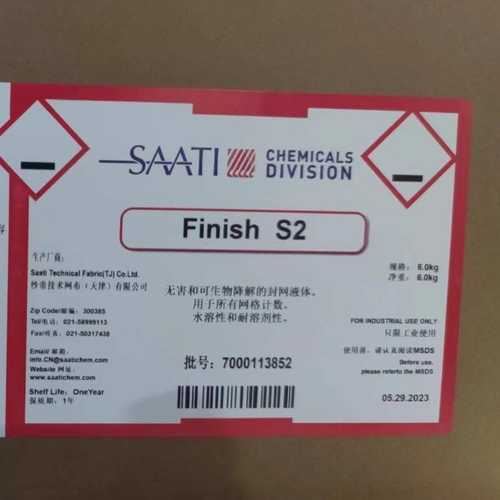 SAATI CHEMICALS
DIVISION
Finish S2
生产厂商:
Saati Technical Fabric(TJ) Co.Ltd.
纱帝技术网布(天津)有限公司
Zip Code/邮编: 300385
Tel/电话: 021-58999113
Fax/传真: 021-50317438
Email/ 邮箱:
info.CN@saatichem.com
Website 网址:
www.saatichem.com
Shelf Life: OneYear
保质期: 1年
无害和可生物降解的封网液体。
用于所有网格计数。
水溶性和耐溶剂性。
批号: 7000113852
规格: 6.0kg
净重: 6.0kg
FOR INDUSTRIAL USE ONLY
只限工业使用
使用前, 请认真阅读MSDS
Before use,
please referto the MSDS
05.29.2023